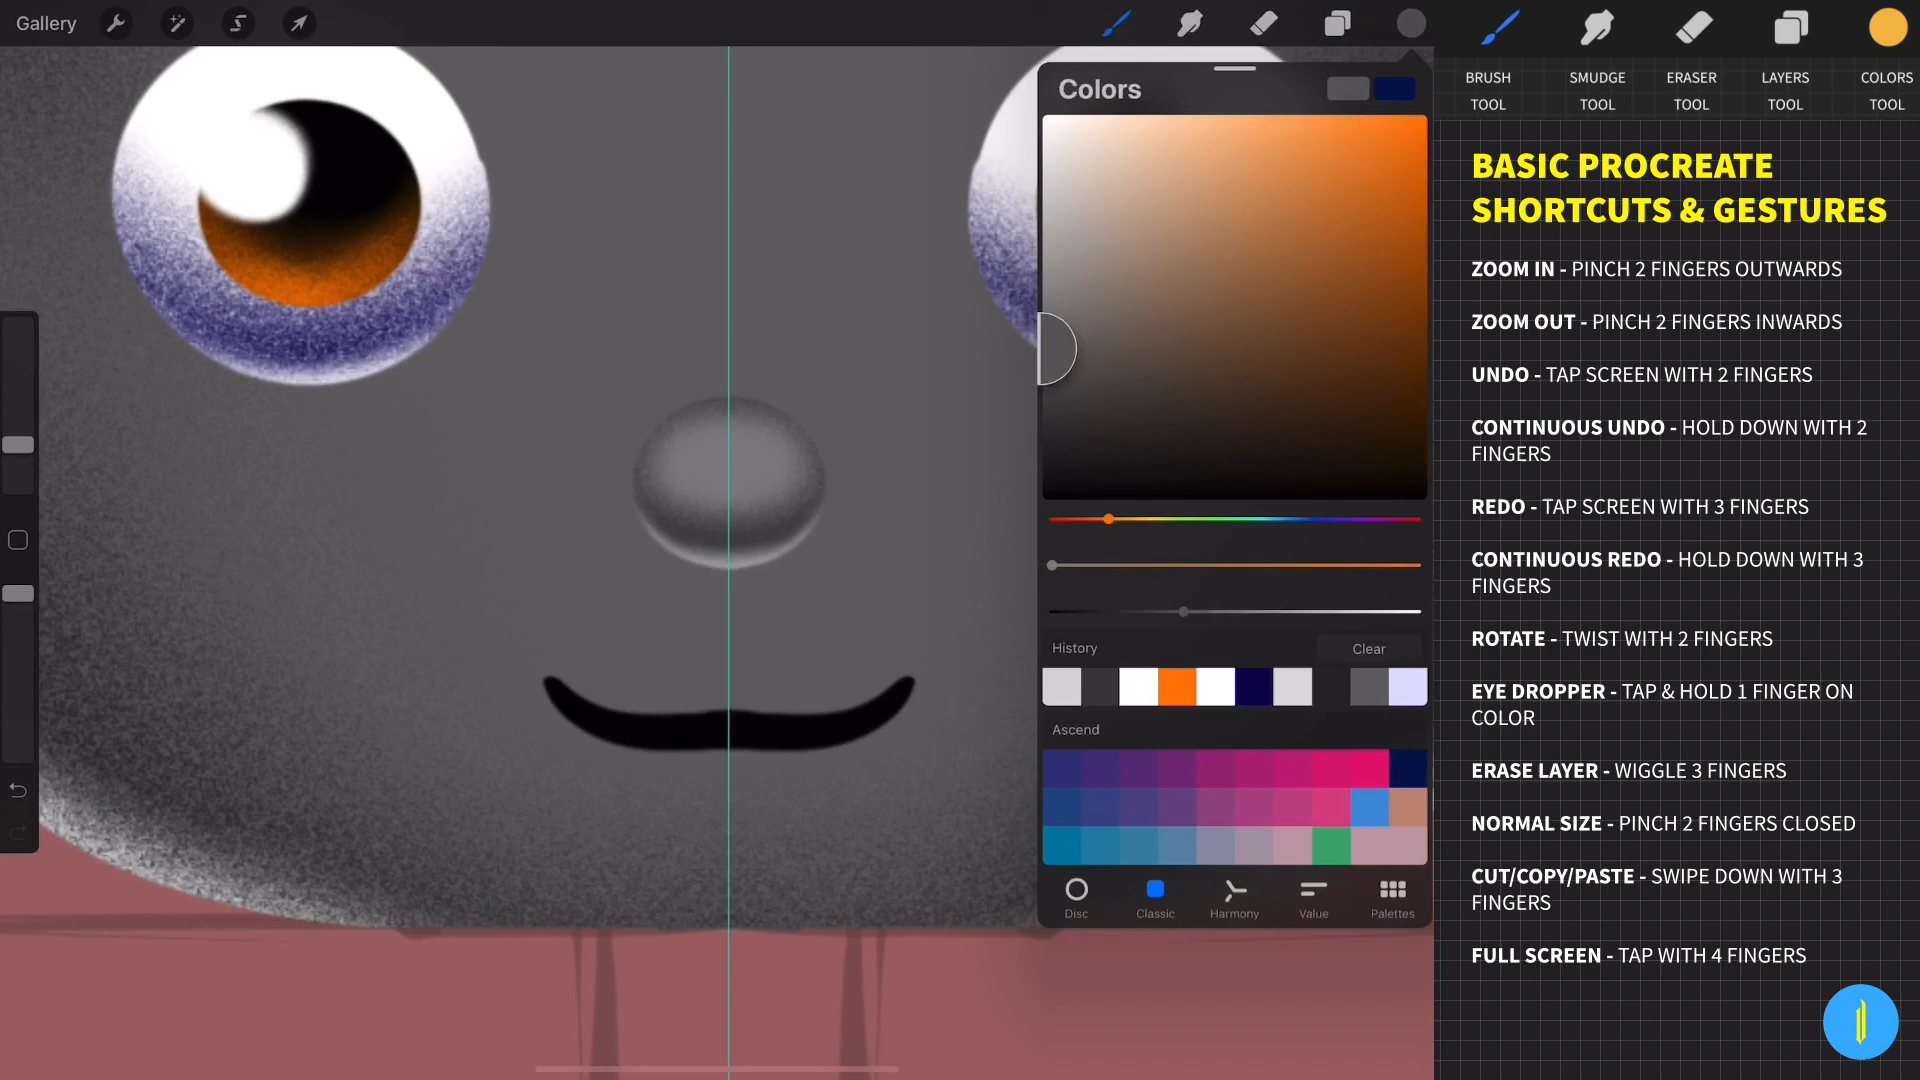 Gallery
BRUSH
TOOL
SMUDGE
TOOL
ERASER
TOOL
LAYERS
TOOL
COLORS
TOOL
Colors
History
Clear
Ascend
Disc
Classic
Harmony
Value
Palettes
BASIC PROCREATE
SHORTCUTS & GESTURES
ZOOM IN - PINCH 2 FINGERS OUTWARDS
ZOOM OUT - PINCH 2 FINGERS INWARDS
UNDO - TAP SCREEN WITH 2 FINGERS
CONTINUOUS UNDO - HOLD DOWN WITH 2
FINGERS
REDO - TAP SCREEN WITH 3 FINGERS
CONTINUOUS REDO - HOLD DOWN WITH 3
FINGERS
ROTATE - TWIST WITH 2 FINGERS
EYE DROPPER - TAP & HOLD 1 FINGER ON
COLOR
ERASE LAYER - WIGGLE 3 FINGERS
NORMAL SIZE - PINCH 2 FINGERS CLOSED
CUT/COPY/PASTE - SWIPE DOWN WITH 3
FINGERS
FULL SCREEN - TAP WITH 4 FINGERS